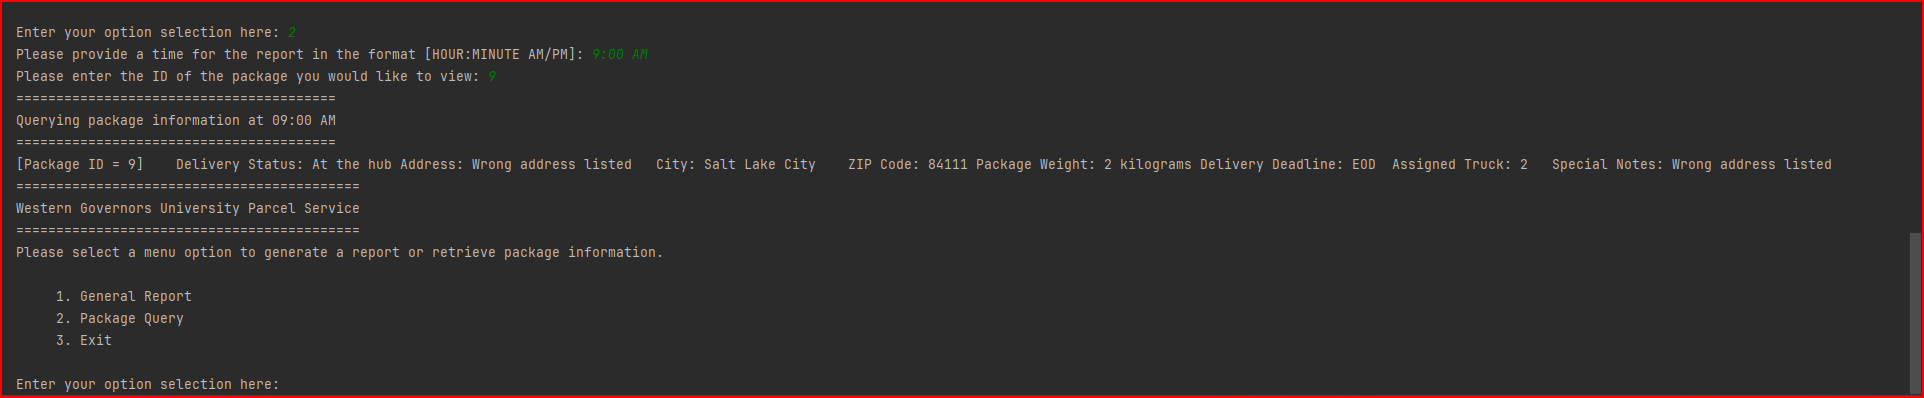 Enter your option selection here: 2
Please provide a time for the report in the format [HOUR:MINUTE AM/PM]: 9:00 AM
Please enter the ID of the package you would like to view: 9
========================================
Querying package information at 09:00 AM
========================================
[Package ID = 9]    Delivery Status: At the hub Address: Wrong address listed   City: Salt Lake City    ZIP Code: 84111 Package Weight: 2 kilograms Delivery Deadline: EOD  Assigned Truck: 2   Special Notes: Wrong address listed
===========================================
Western Governors University Parcel Service
===========================================
Please select a menu option to generate a report or retrieve package information.
1. General Report
2. Package Query
3. Exit
Enter your option selection here: